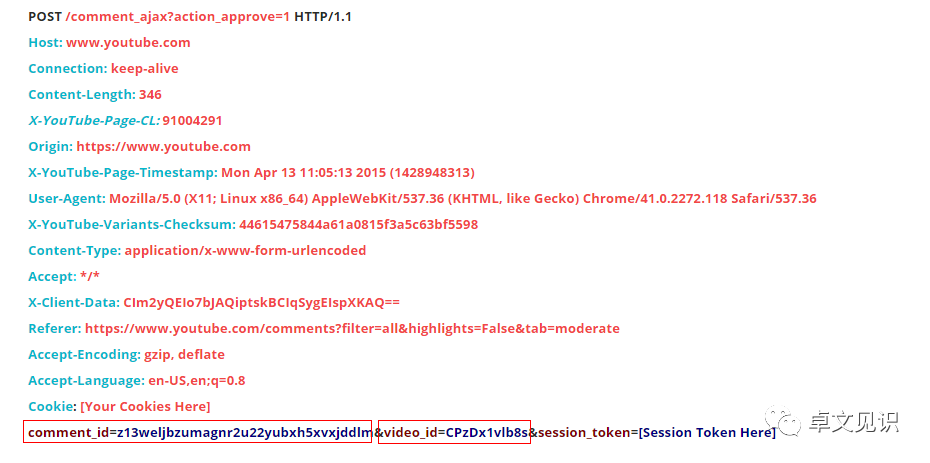 POST /comment_ajax?action_approve=1 HTTP/1.1
Host: www.youtube.com
Connection: keep-alive
Content-Length: 346
X-YouTube-Page-CL: 91004291
Origin: https://www.youtube.com
X-YouTube-Page-Timestamp: Mon Apr 13 11:05:13 2015 (1428948313)
User-Agent: Mozilla/5.0 (X11; Linux x86_64) AppleWebKit/537.36 (KHTML, like Gecko) Chrome/41.0.2272.118 Safari/537.36
X-YouTube-Variants-Checksum: 44615475844a61a0815f3a5c63bf5598
Content-Type: application/x-www-form-urlencoded
Accept: */*
X-Client-Data: CIm2yQEIo7bJAQiptskBCIqSygEIspXKAQ==
Referer: https://www.youtube.com/comments?filter=all&highlights=False&tab=moderate
Accept-Encoding: gzip, deflate
Accept-Language: en-US,en;q=0.8
Cookie: [Your Cookies Here]
comment_id=z13weljbzumagnr2u22yubxh5xvxjddlm&video_id=CPzDx1vlb8s&session_token=[Session Token Here]
卓文见识